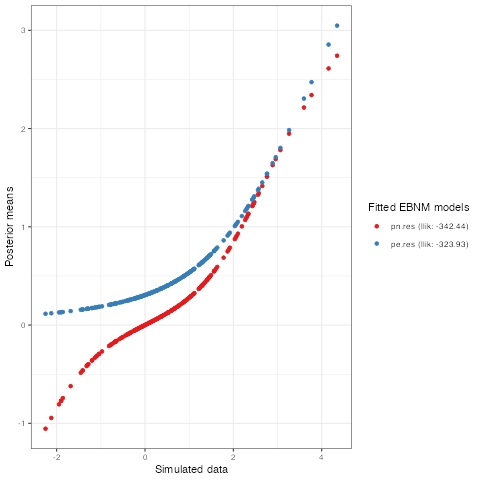 3
2
1
0
-1
-2
0
2
4
Simulated data
Posterior means
Fitted EBNM models
pn.res (llik: -342.44)
pe.res (llik: -323.93)